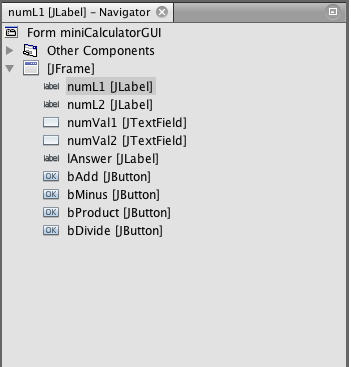 numL1 [JLabel] – Navigator
Form miniCalculatorGUI
Other Components
[JFrame]
label numL1 [JLabel]
label numL2 [JLabel]
numVal1 [JTextField]
numVal2 [JTextField]
label lAnswer [JLabel]
OK bAdd [JButton]
OK bMinus [JButton]
OK bProduct [JButton]
OK bDivide [JButton]